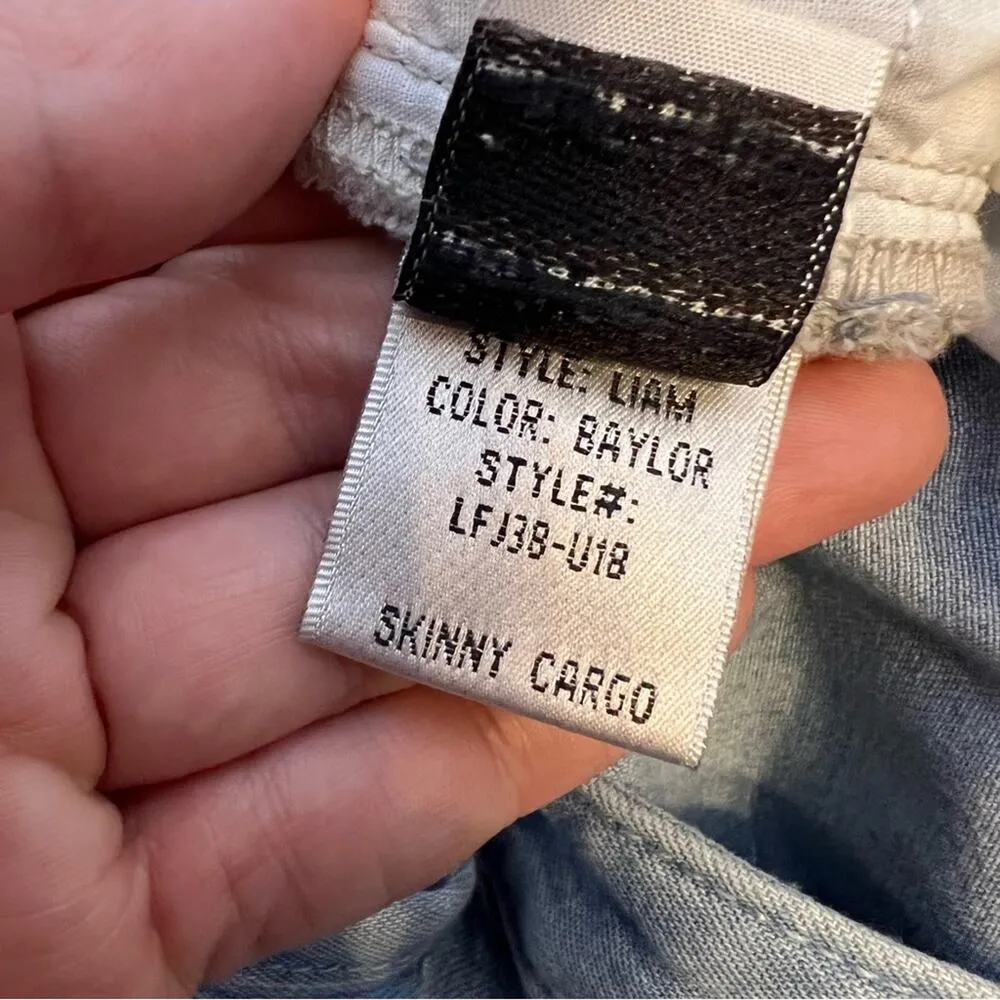 STYLE: LIAM
COLOR: BAYLOR
STYLE#:
LFJ38-U18
SKINNY CARGO